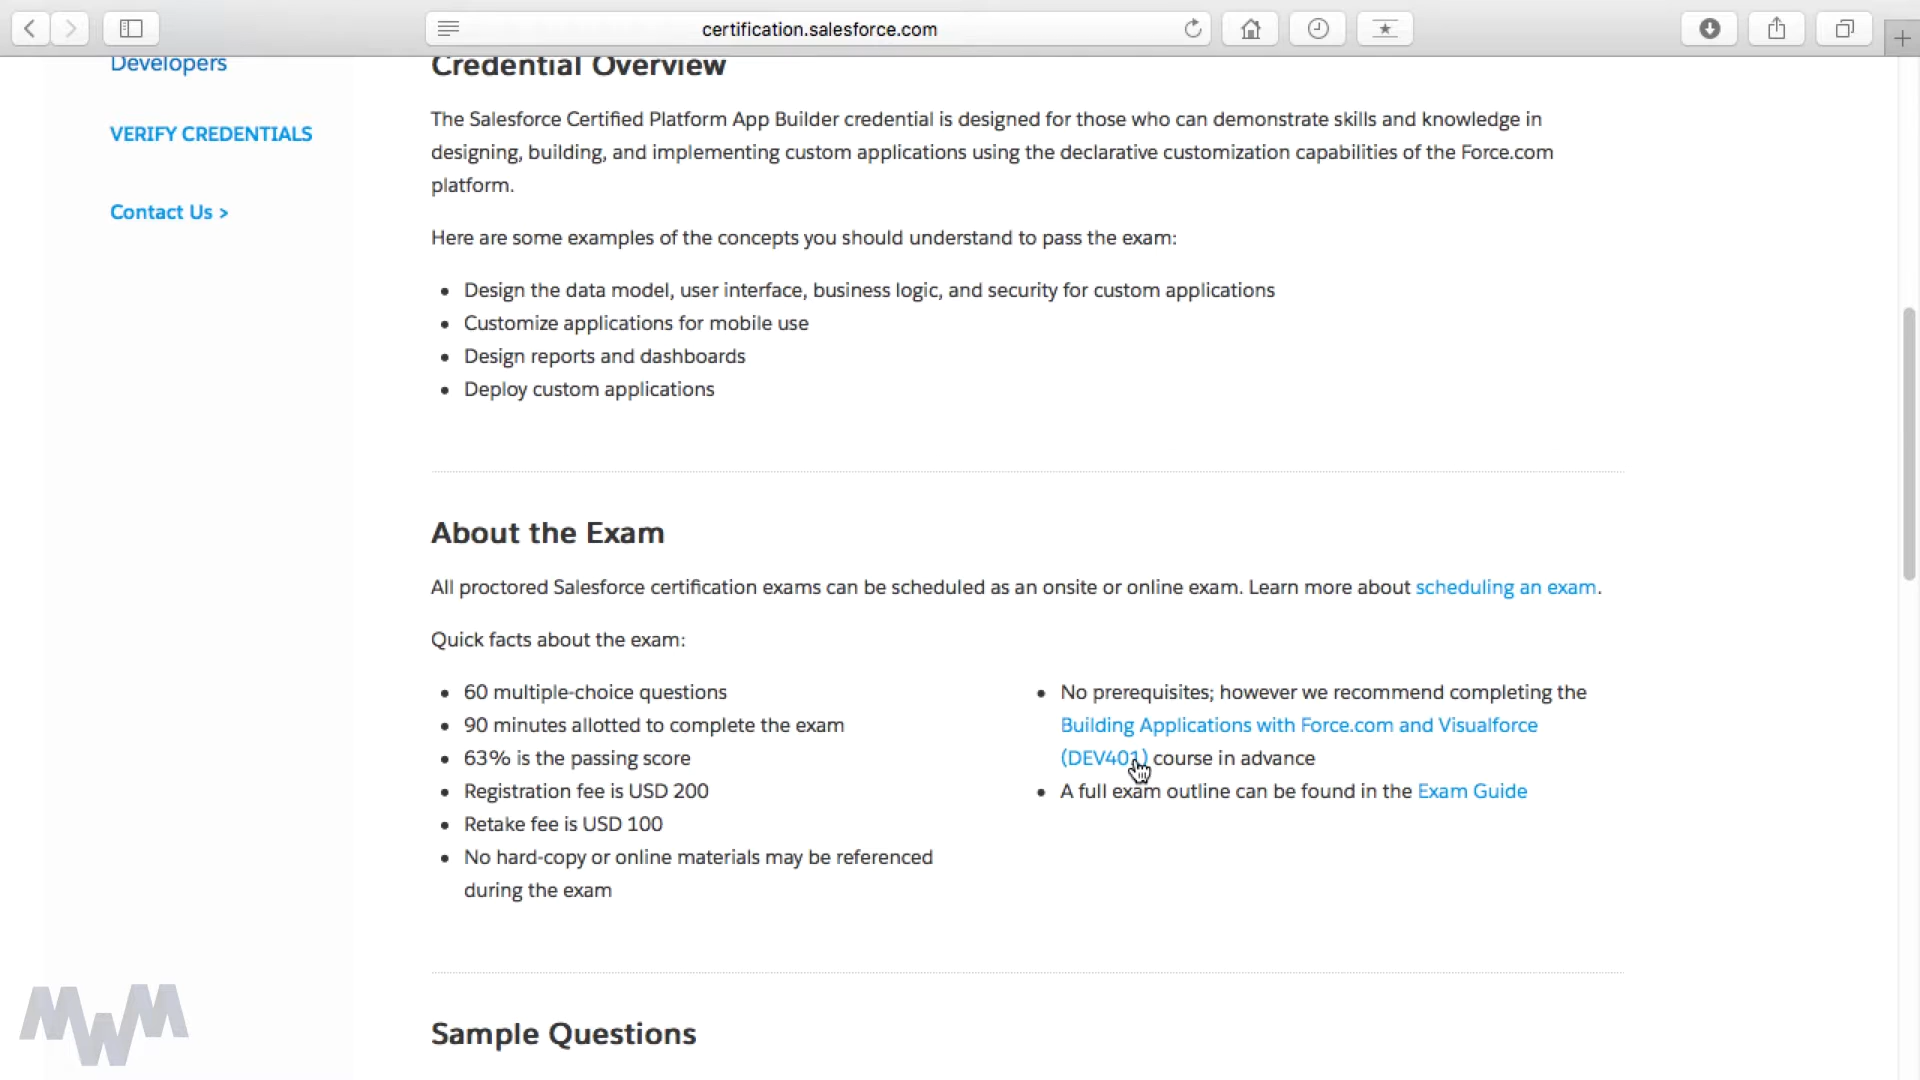 certification.salesforce.com
Developers
VERIFY CREDENTIALS
Contact Us >
Credential Overview
The Salesforce Certified Platform App Builder credential is designed for those who can demonstrate skills and knowledge in
designing, building, and implementing custom applications using the declarative customization capabilities of the Force.com
platform.
Here are some examples of the concepts you should understand to pass the exam:
• Design the data model, user interface, business logic, and security for custom applications
• Customize applications for mobile use
• Design reports and dashboards
• Deploy custom applications
About the Exam
All proctored Salesforce certification exams can be scheduled as an onsite or online exam. Learn more about scheduling an exam.
Quick facts about the exam:
• 60 multiple-choice questions
• 90 minutes allotted to complete the exam
• 63% is the passing score
• Registration fee is USD 200
• Retake fee is USD 100
• No hard-copy or online materials may be referenced
during the exam
• No prerequisites; however we recommend completing the
Building Applications with Force.com and Visualforce
(DEV401) course in advance
• A full exam outline can be found in the Exam Guide
Sample Questions
MWM